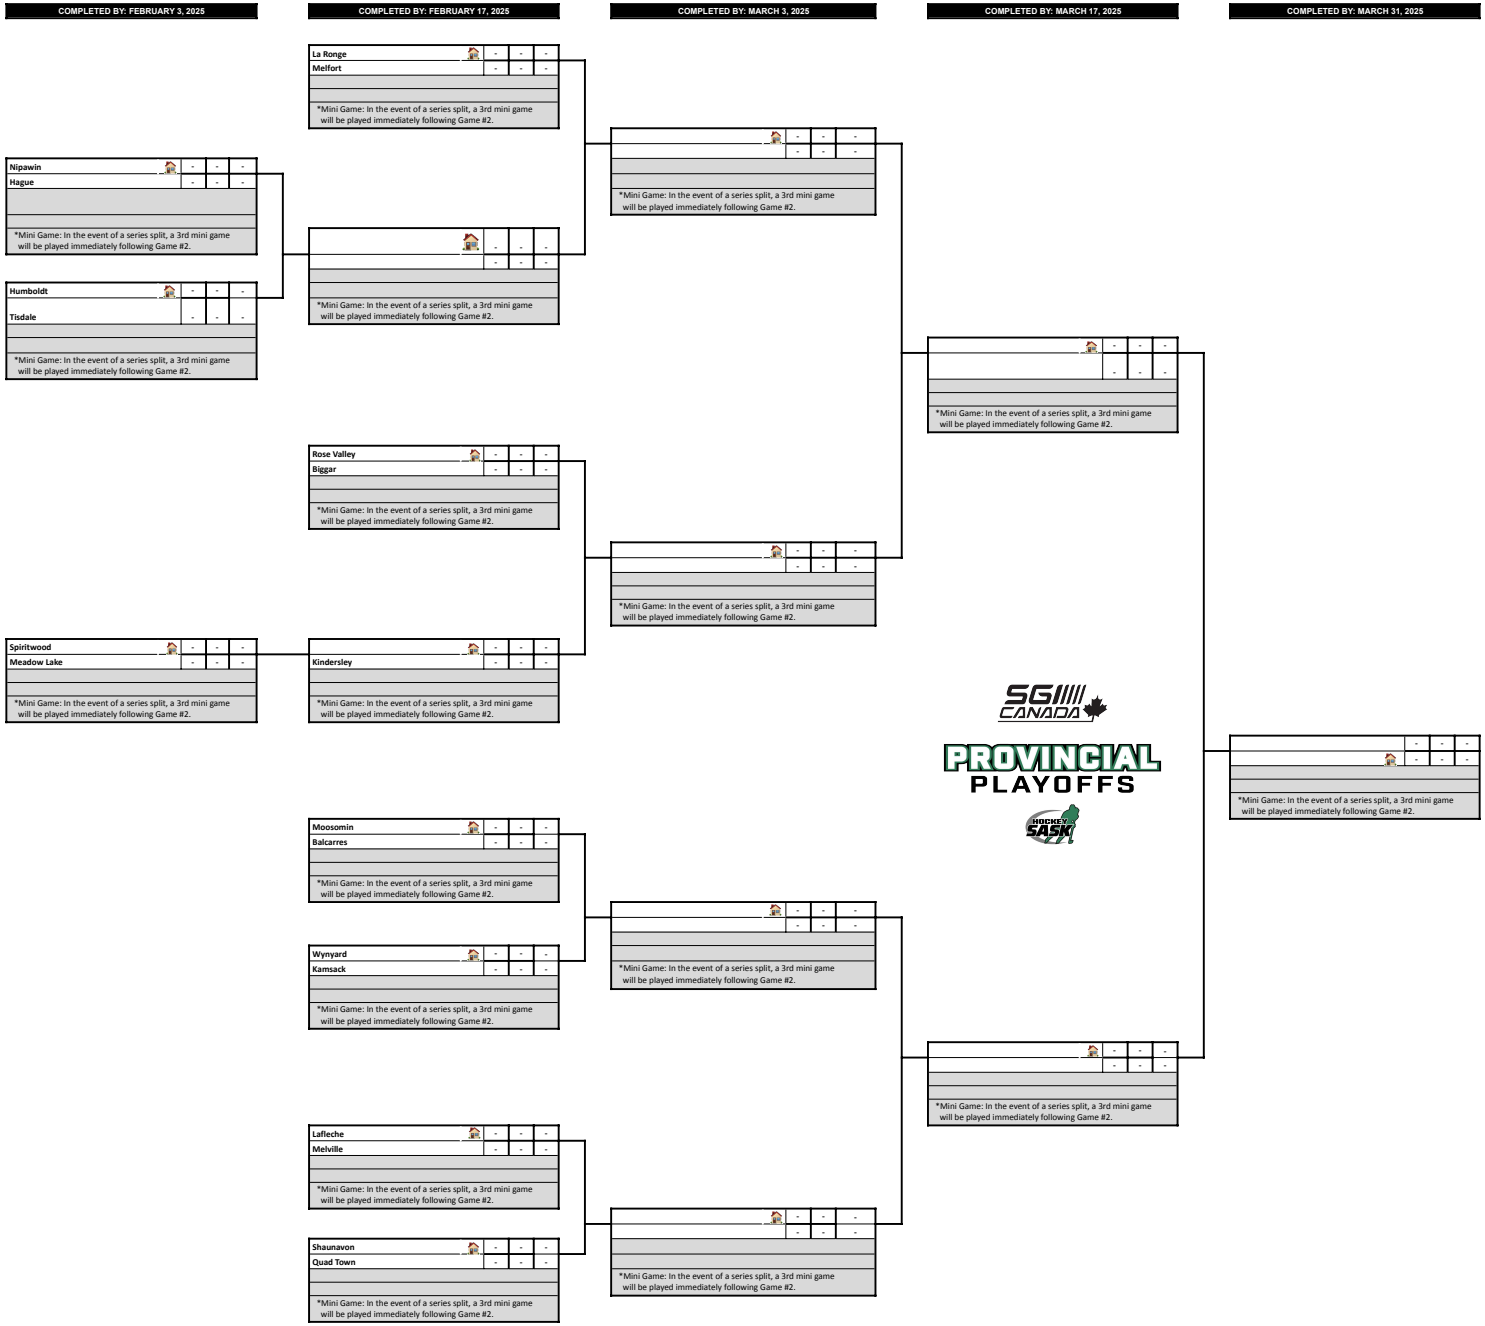 COMPLETED BY: FEBRUARY 3, 2025
COMPLETED BY: FEBRUARY 17, 2025
COMPLETED BY: MARCH 3, 2025
COMPLETED BY: MARCH 17, 2025
COMPLETED BY: MARCH 31, 2025
La Ronge - - -
Melfort - - -
*Mini Game: In the event of a series split, a 3rd mini game
will be played immediately following Game #2.
- - -
- - -
*Mini Game: In the event of a series split, a 3rd mini game
will be played immediately following Game #2.
Nipawin - - -
Hague - - -
*Mini Game: In the event of a series split, a 3rd mini game
will be played immediately following Game #2.
- - -
- - -
*Mini Game: In the event of a series split, a 3rd mini game
will be played immediately following Game #2.
Humboldt - - -
Tisdale - - -
*Mini Game: In the event of a series split, a 3rd mini game
will be played immediately following Game #2.
- - -
- - -
*Mini Game: In the event of a series split, a 3rd mini game
will be played immediately following Game #2.
Rose Valley - - -
Biggar - - -
*Mini Game: In the event of a series split, a 3rd mini game
will be played immediately following Game #2.
- - -
- - -
*Mini Game: In the event of a series split, a 3rd mini game
will be played immediately following Game #2.
Spiritwood - - -
Meadow Lake - - -
*Mini Game: In the event of a series split, a 3rd mini game
will be played immediately following Game #2.
- - -
Kindersley - - -
*Mini Game: In the event of a series split, a 3rd mini game
will be played immediately following Game #2.
SGI
CANADA
PROVINCIAL
PLAYOFFS
HOCKEY
SASK
- - -
- - -
*Mini Game: In the event of a series split, a 3rd mini game
will be played immediately following Game #2.
Moosomin - - -
Balcarres - - -
*Mini Game: In the event of a series split, a 3rd mini game
will be played immediately following Game #2.
- - -
- - -
*Mini Game: In the event of a series split, a 3rd mini game
will be played immediately following Game #2.
Wynyard - - -
Kamsack - - -
*Mini Game: In the event of a series split, a 3rd mini game
will be played immediately following Game #2.
- - -
- - -
*Mini Game: In the event of a series split, a 3rd mini game
will be played immediately following Game #2.
Lafleche - - -
Melville - - -
*Mini Game: In the event of a series split, a 3rd mini game
will be played immediately following Game #2.
- - -
- - -
*Mini Game: In the event of a series split, a 3rd mini game
will be played immediately following Game #2.
Shaunavon - - -
Quad Town - - -
*Mini Game: In the event of a series split, a 3rd mini game
will be played immediately following Game #2.